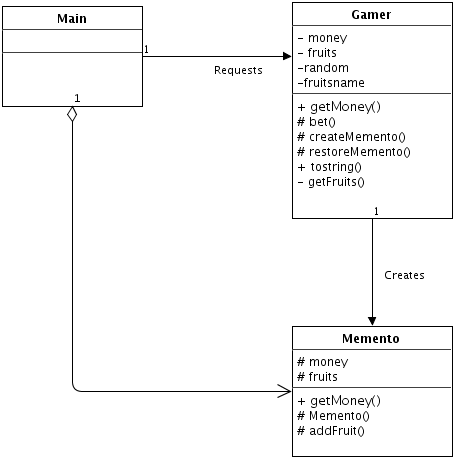 Main
1
Requests
1
Gamer
- money
- fruits
-random
-fruitsname
+ getMoney()
# bet()
# createMemento()
# restoreMemento()
+ tostring()
- getFruits()
1
Creates
Memento
# money
# fruits
+ getMoney()
# Memento()
# addFruit()